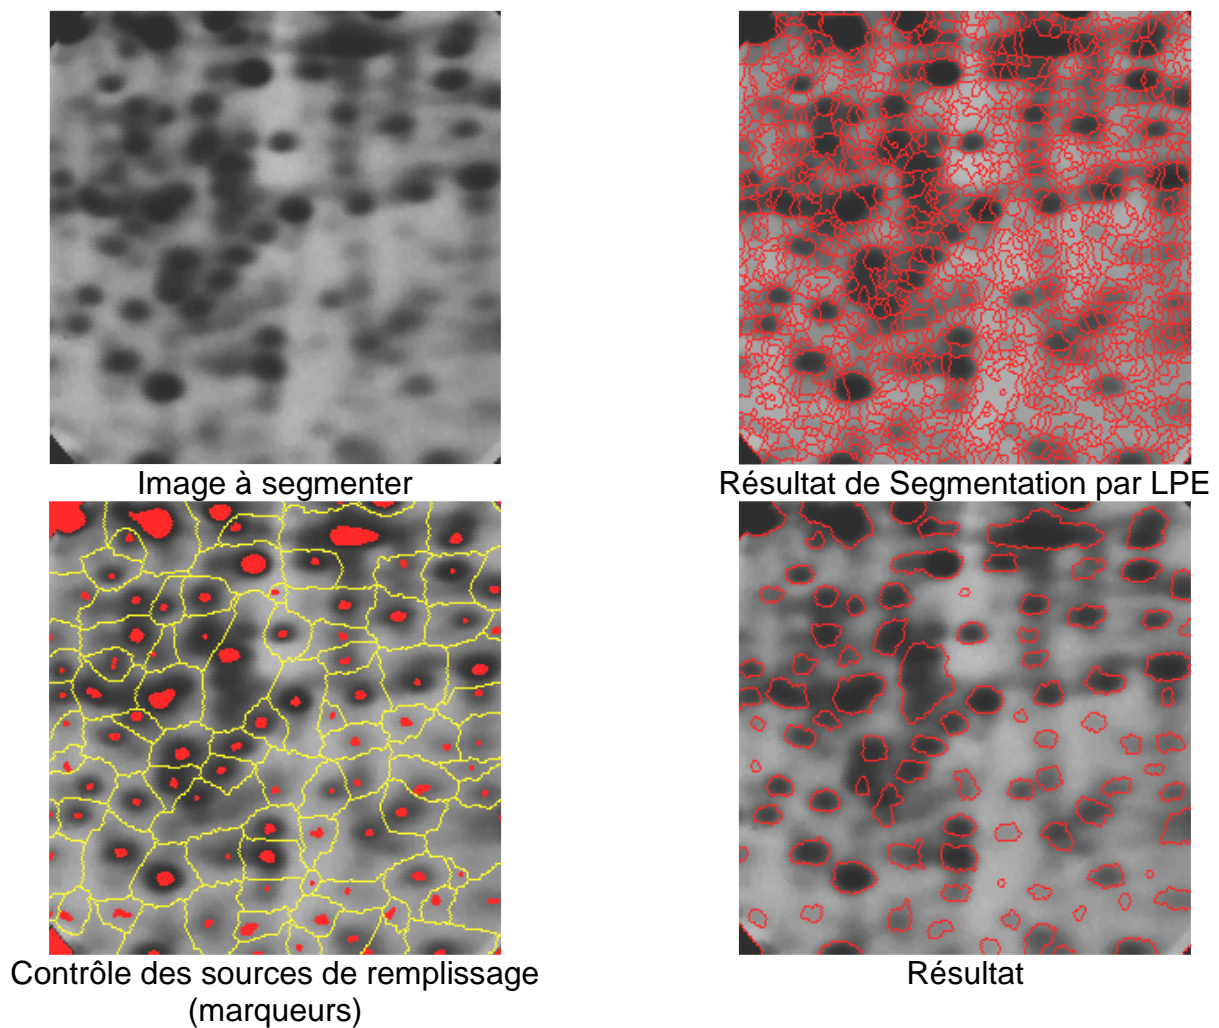 Image à segmenter
Résultat de Segmentation par LPE
Contrôle des sources de remplissage
(marqueurs)
Résultat